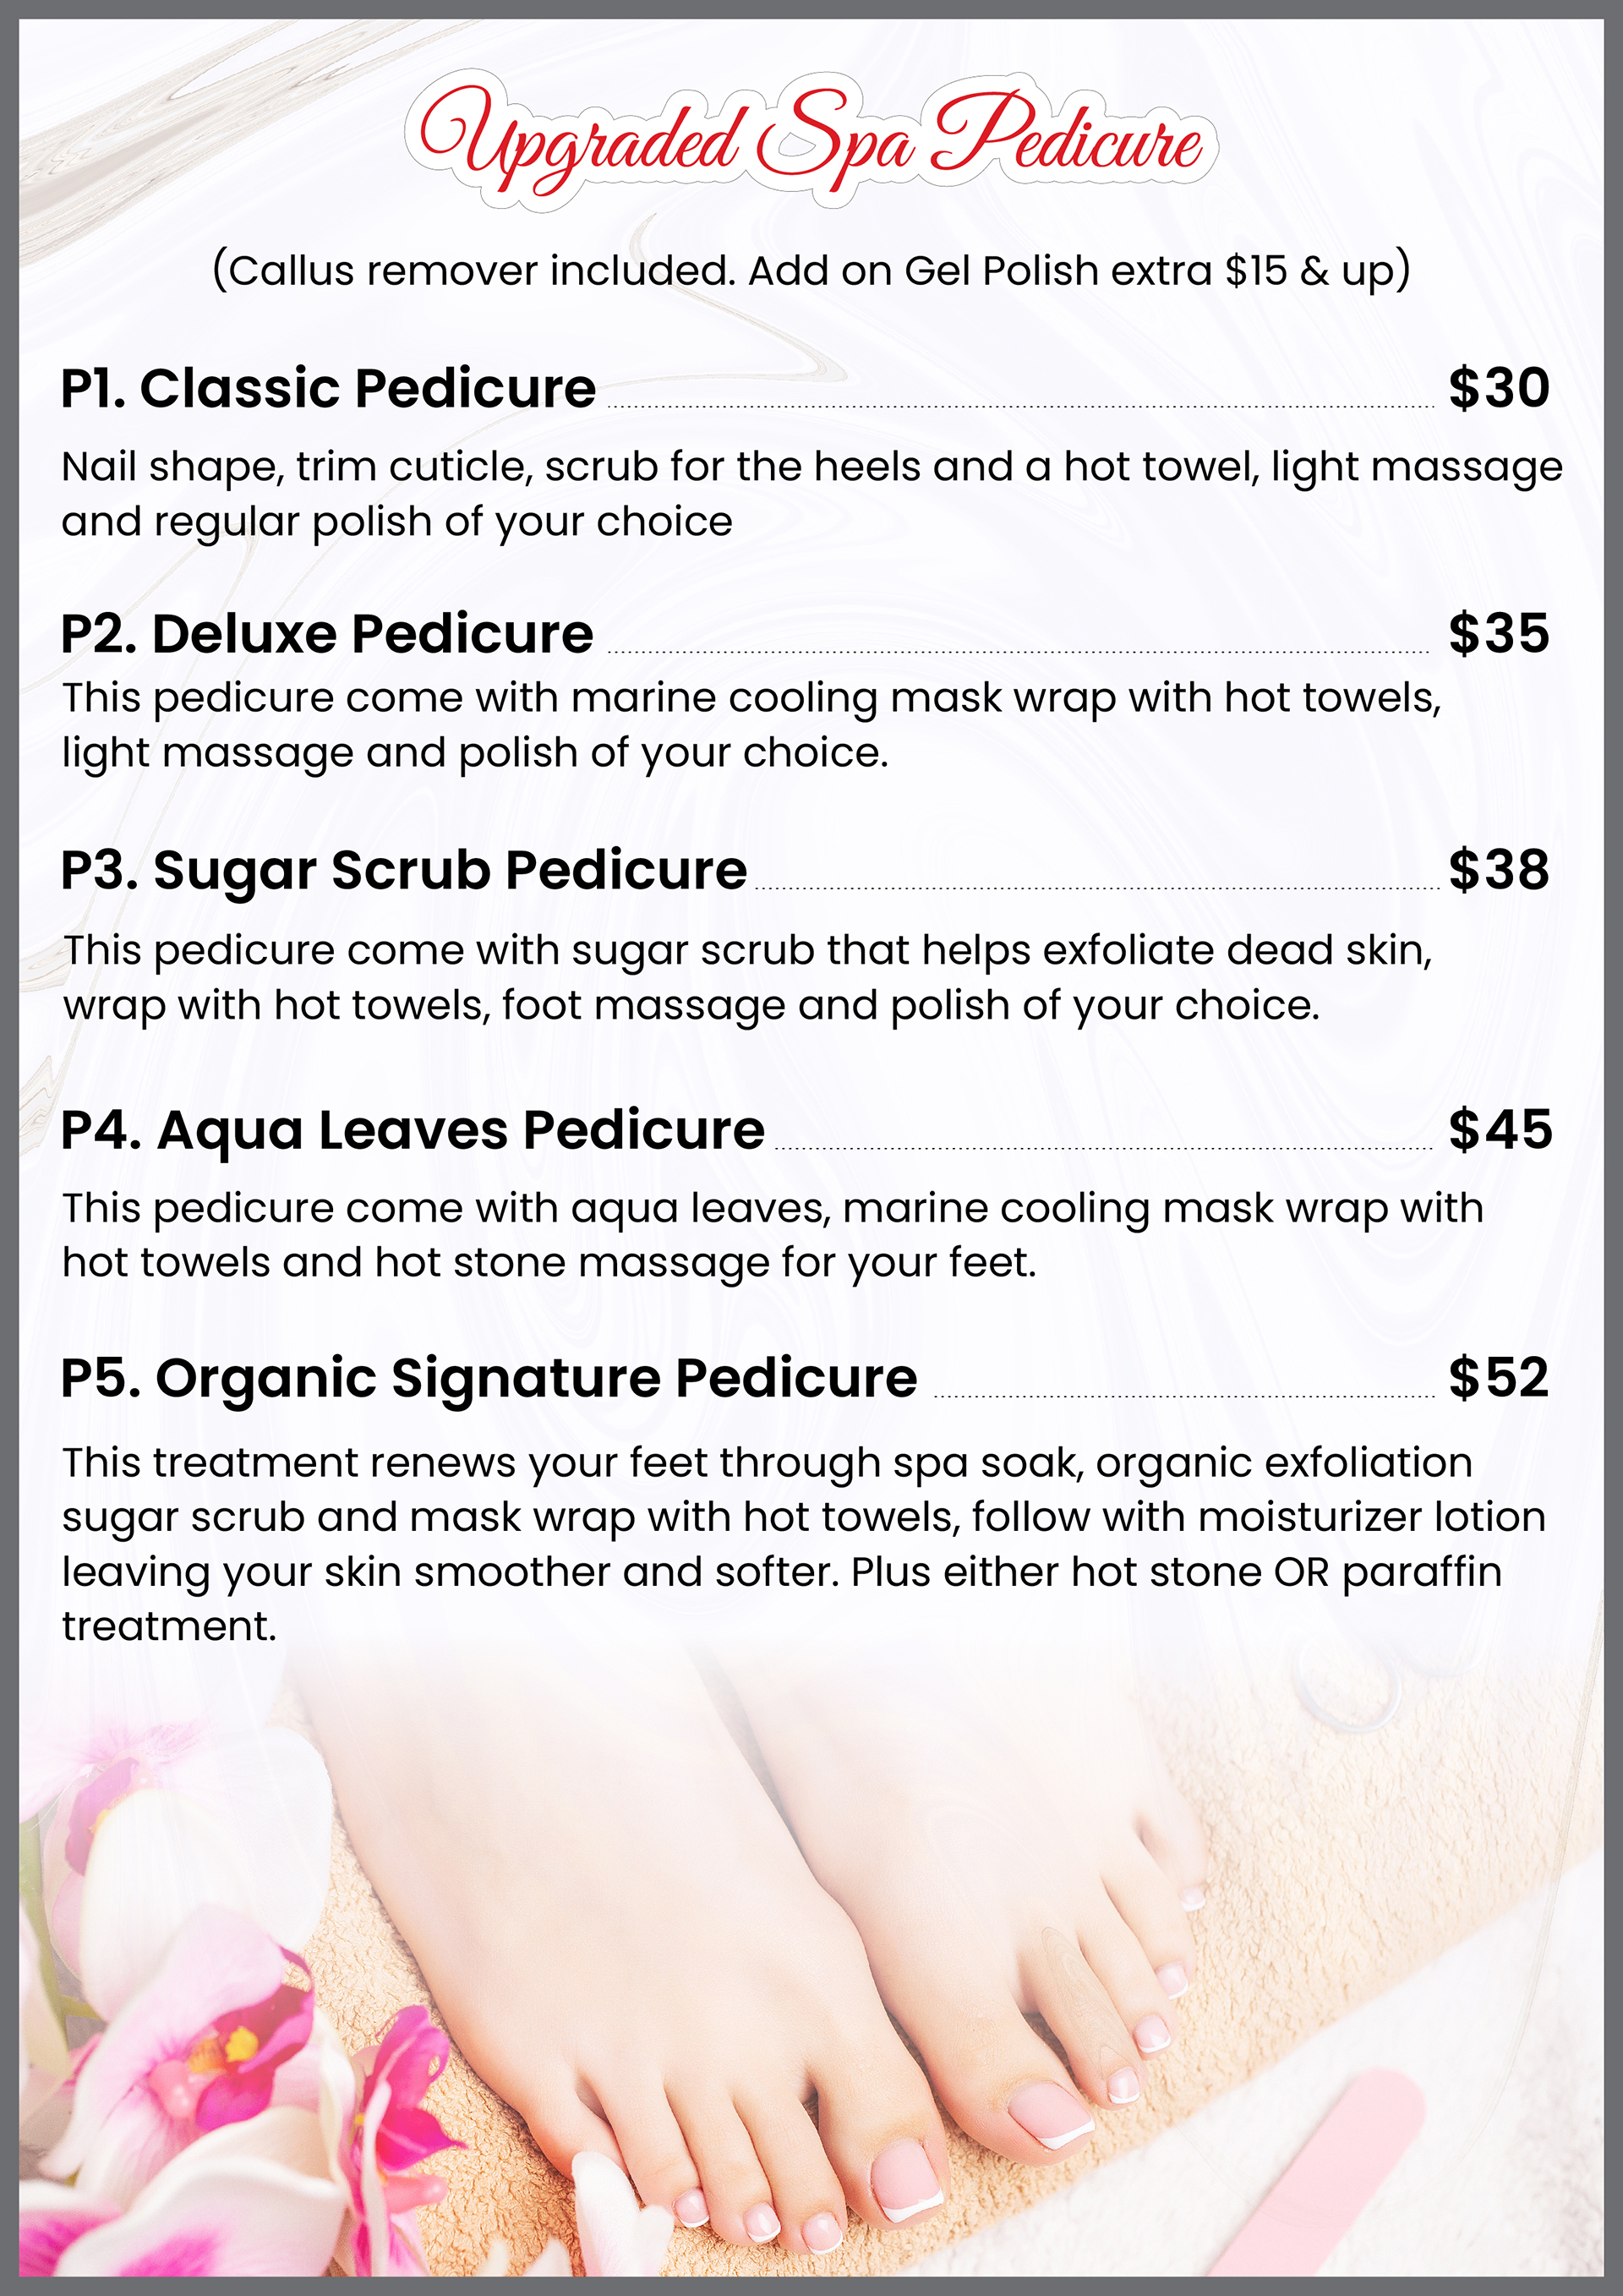 Upgraded Spa Pedicure
(Callus remover included. Add on Gel Polish extra $15 & up)
P1. Classic Pedicure $30
Nail shape, trim cuticle, scrub for the heels and a hot towel, light massage
and regular polish of your choice
P2. Deluxe Pedicure $35
This pedicure come with marine cooling mask wrap with hot towels,
light massage and polish of your choice.
P3. Sugar Scrub Pedicure $38
This pedicure come with sugar scrub that helps exfoliate dead skin,
wrap with hot towels, foot massage and polish of your choice.
P4. Aqua Leaves Pedicure $45
This pedicure come with aqua leaves, marine cooling mask wrap with
hot towels and hot stone massage for your feet.
P5. Organic Signature Pedicure $52
This treatment renews your feet through spa soak, organic exfoliation
sugar scrub and mask wrap with hot towels, follow with moisturizer lotion
leaving your skin smoother and softer. Plus either hot stone OR paraffin
treatment.